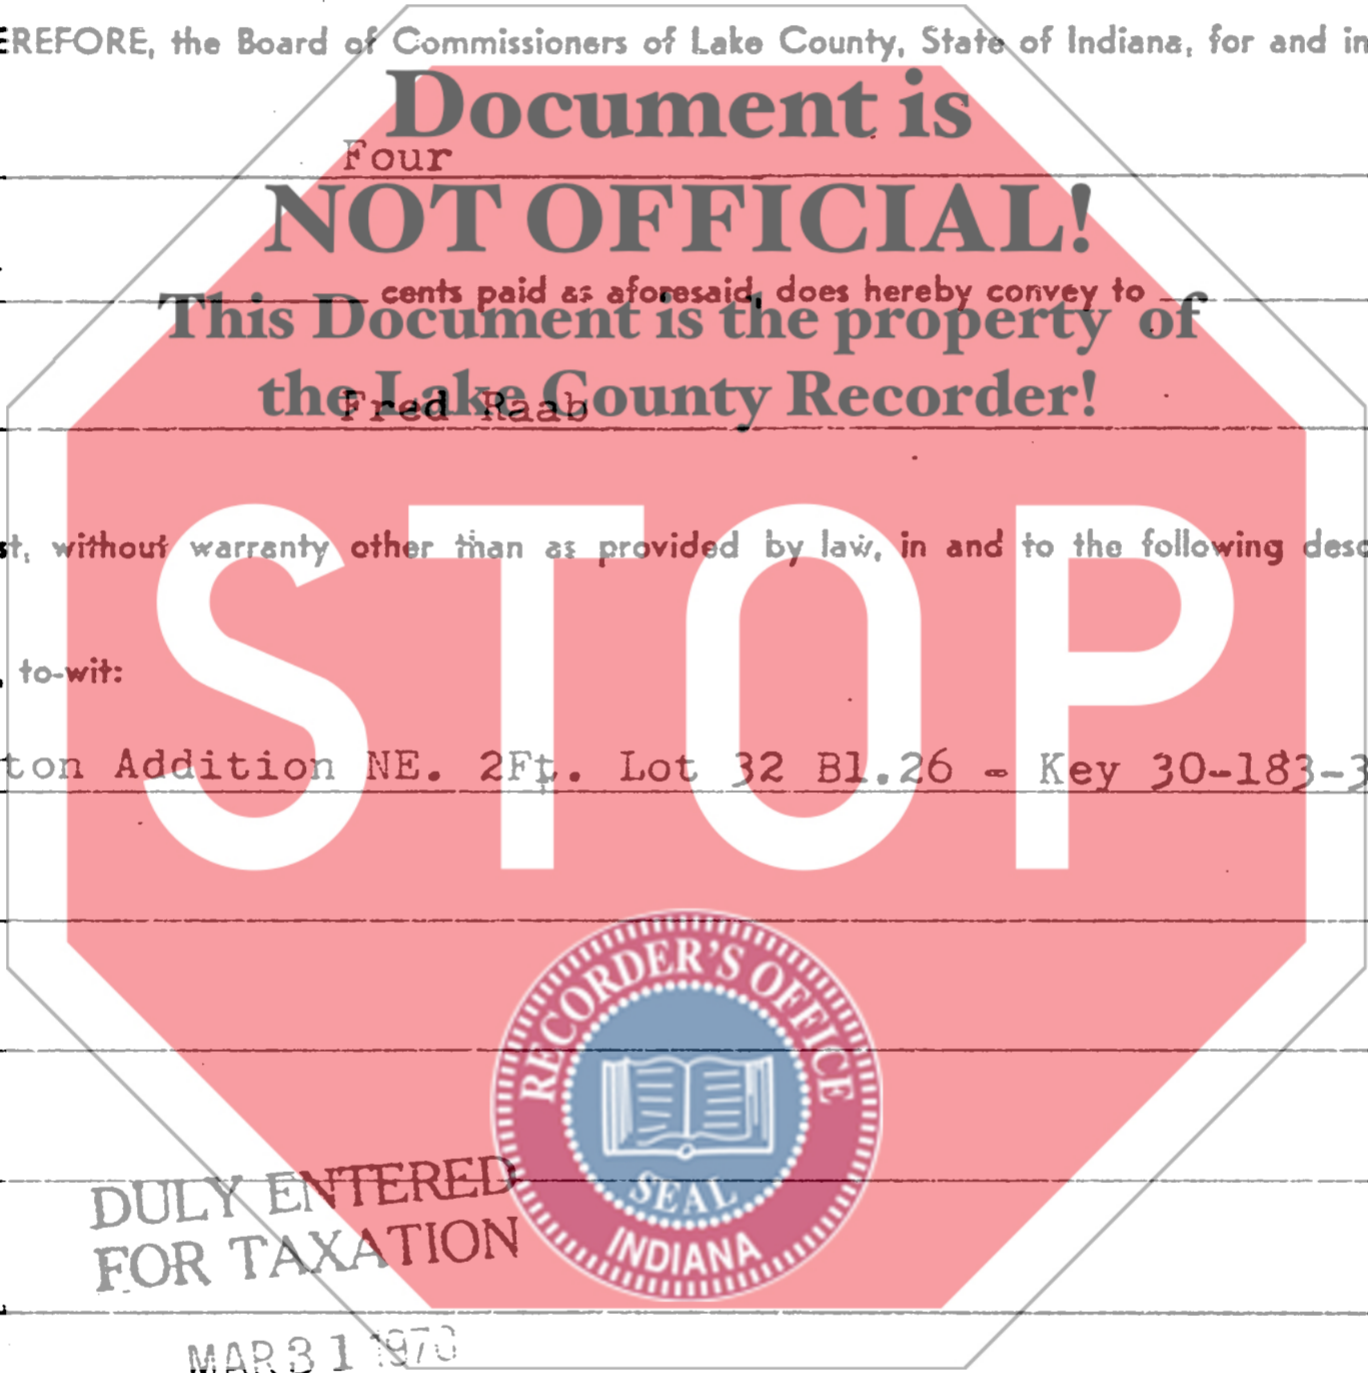 EREFORE, the Board of Commissioners of Lake County, State of Indiana, for and in
Document is
Four
NOT OFFICIAL!
cents paid as aforesaid, does hereby convey to
This Document is the property of
the Lake County Recorder!
Fred Raab
st, without warranty other than as provided by law, in and to the following desc
to-wit:
ton Addition NE. 2Ft. Lot 32 Bl.26 - Key 30-183-3
STOP
RECORDER'S OFFICE
SEAL
INDIANA
DULY ENTERED
FOR TAXATION
MAR 31 1970